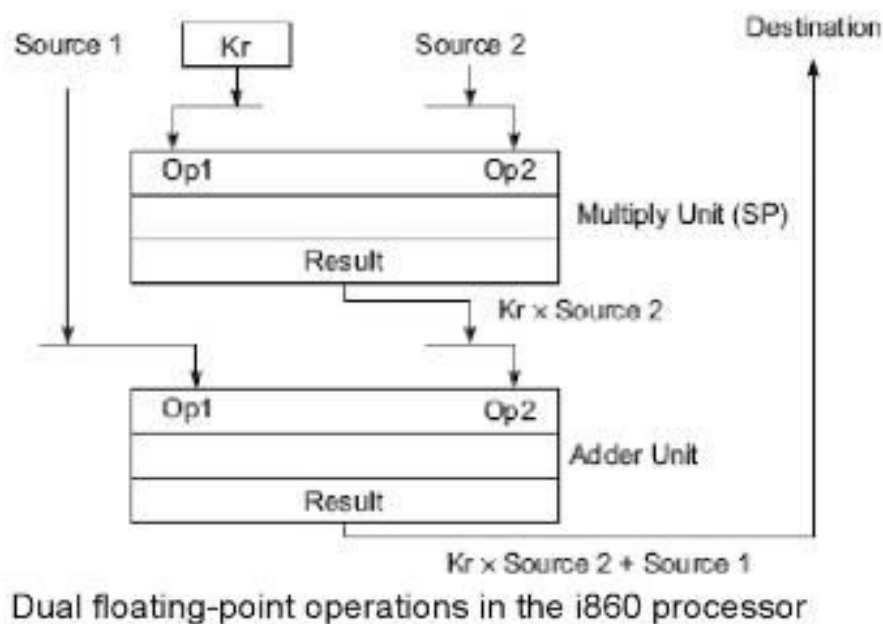 Destination
Source 1
Kr
Source 2
Op1
Op2
Multiply Unit (SP)
Result
Kr × Source 2
Op1
Op2
Adder Unit
Result
Kr × Source 2 + Source 1
Dual floating-point operations in the i860 processor